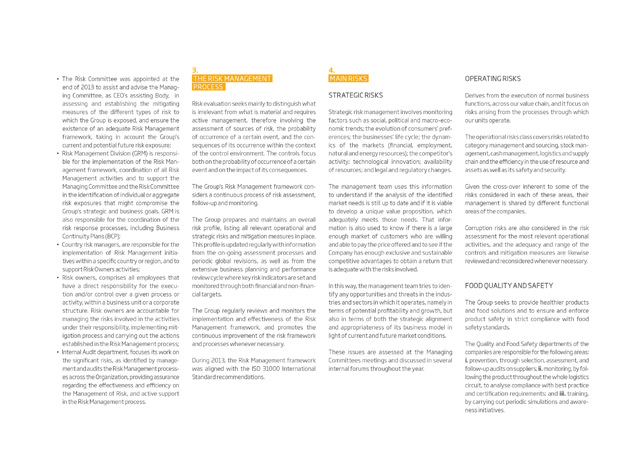 • The Risk Committee was appointed at the
end of 2013 to assist and advise the Manag-
ing Committee, as CEO's assisting Body, in
assessing and establishing the mitigating
measures of the different types of risk to
which the Group is exposed, and ensure the
existence of an adequate Risk Management
framework, taking in account the Group's
current and potential future risk exposures;
• Risk Management Division (GRM) is responsi-
ble for the implementation of the Risk Man-
agement framework, coordination of all Risk
Management activities and to support the
Managing Committee and the Risk Committee
in the identification of individual or aggregate
risk exposures that might compromise the
Group's strategic and business goals. GRM is
also responsible for the coordination of the
risk response processes, including Business
Continuity Plans (BCP);
• Country risk managers, are responsible for the
implementation of Risk Management initia-
tives within a specific country or region, and to
support Risk Owners activities;
• Risk owners, comprises all employees that
have a direct responsibility for the execu-
tion and/or control over a given process or
activity, within a business unit or a corporate
structure. Risk owners are accountable for
managing the risks involved in the activities
under their responsibility, implementing mit-
igation process and carrying out the actions
established in the Risk Management process;
• Internal Audit department, focuses its work on
the significant risks, as identified by manage-
ment and audits the Risk Management process-
es across the Organization, providing assurance
regarding the effectiveness and efficiency on
the Management of Risk, and active support
in the Risk Management process.
3.
THE RISK MANAGEMENT
PROCESS
Risk evaluation seeks mainly to distinguish what
is irrelevant from what is material and requires
active management, therefore involving the
assessment of sources of risk, the probability
of occurrence of a certain event, and the con-
sequences of its occurrence within the context
of the control environment. The controls focus
both on the probability of occurrence of a certain
event and on the impact of its consequences.
The Group's Risk Management framework con-
siders a continuous process of risk assessment,
follow-up and monitoring.
The Group prepares and maintains an overall
risk profile, listing all relevant operational and
strategic risks and mitigation measures in place.
This profile is updated regularly with information
from the on-going assessment processes and
periodic global revisions, as well as from the
extensive business planning and performance
review cycle where key risk indicators are set and
monitored through both financial and non-finan-
cial targets.
The Group regularly reviews and monitors the
implementation and effectiveness of the Risk
Management framework, and promotes the
continuous improvement of the risk framework
and processes whenever necessary.
During 2013, the Risk Management framework
was aligned with the ISO 31000 International
Standard recommendations.
4.
MAIN RISKS
STRATEGIC RISKS
Strategic risk management involves monitoring
factors such as social, political and macro-eco-
nomic trends; the evolution of consumers' pref-
erences; the businesses' life cycle; the dynam-
ics of the markets (financial, employment,
natural and energy resources); the competitor's
activity; technological innovation; availability
of resources; and legal and regulatory changes.
The management team uses this information
to understand if the analysis of the identified
market needs is still up to date and if it is viable
to develop a unique value proposition, which
adequately meets those needs. That infor-
mation is also used to know if there is a large
enough market of customers who are willing
and able to pay the price offered and to see if the
Company has enough exclusive and sustainable
competitive advantages to obtain a return that
is adequate with the risks involved.
In this way, the management team tries to iden-
tify any opportunities and threats in the indus-
tries and sectors in which it operates, namely in
terms of potential profitability and growth, but
also in terms of both the strategic alignment
and appropriateness of its business model in
light of current and future market conditions.
These issues are assessed at the Managing
Committees meetings and discussed in several
internal forums throughout the year.
OPERATING RISKS
Derives from the execution of normal business
functions, across our value chain, and it focus on
risks arising from the processes through which
our units operate.
The operational risks class covers risks related to
category management and sourcing, stock man-
agement, cash management, logistics and supply
chain and the efficiency in the use of resource and
assets as well as its safety and security.
Given the cross-over inherent to some of the
risks considered in each of these areas, their
management is shared by different functional
areas of the companies.
Corruption risks are also considered in the risk
assessment for the most relevant operational
activities, and the adequacy and range of the
controls and mitigation measures are likewise
reviewed and reconsidered whenever necessary.
FOOD QUALITY AND SAFETY
The Group seeks to provide healthier products
and food solutions and to ensure and enforce
product safety in strict compliance with food
safety standards.
The Quality and Food Safety departments of the
companies are responsible for the following areas:
i. prevention, through selection, assessment, and
follow-up audits on suppliers; ii. monitoring, by fol-
lowing the product throughout the whole logistics
circuit, to analyse compliance with best practice
and certification requirements; and iii. training,
by carrying out periodic simulations and aware-
ness initiatives.